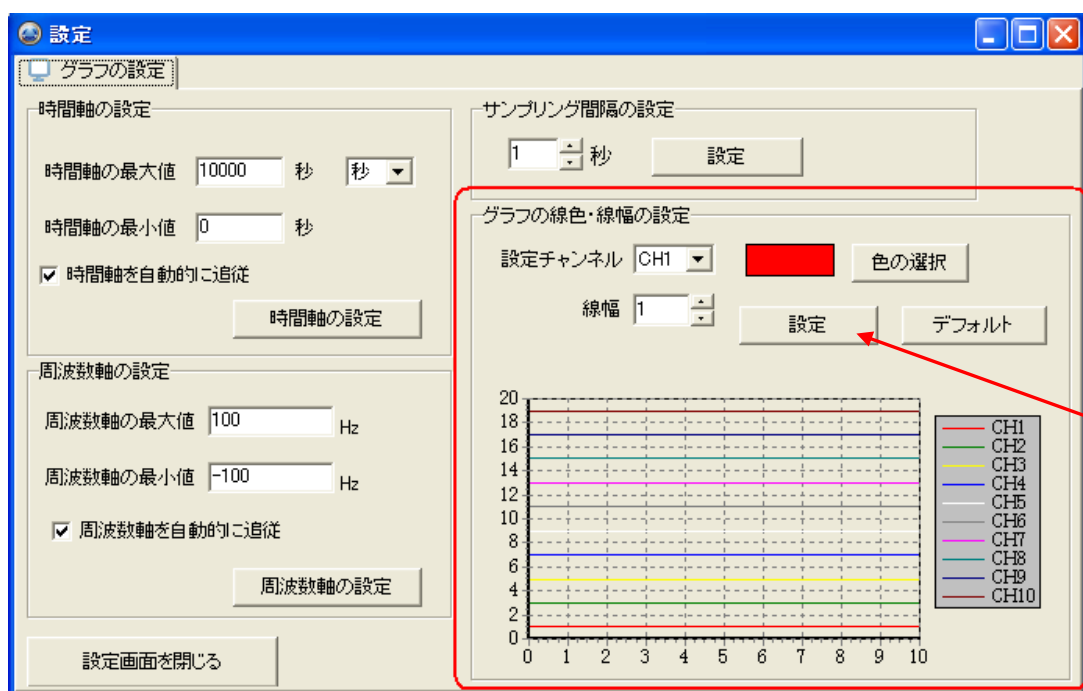 設定
グラフの設定
時間軸の設定
時間軸の最大値 10000 秒 秒
時間軸の最小値 0 秒
時間軸を自動的に追従
時間軸の設定
周波数軸の設定
周波数軸の最大値 100 Hz
周波数軸の最小値 -100 Hz
周波数軸を自動的に追従
周波数軸の設定
設定画面を閉じる
サンプリング間隔の設定
1 秒 設定
グラフの線色・線幅の設定
設定チャンネル CH1 色の選択
線幅 1 設定 デフォルト
20
18
16
14
12
10
8
6
4
2
0
0 1 2 3 4 5 6 7 8 9 10
CH1
CH2
CH3
CH4
CH5
CH6
CH7
CH8
CH9
CH10